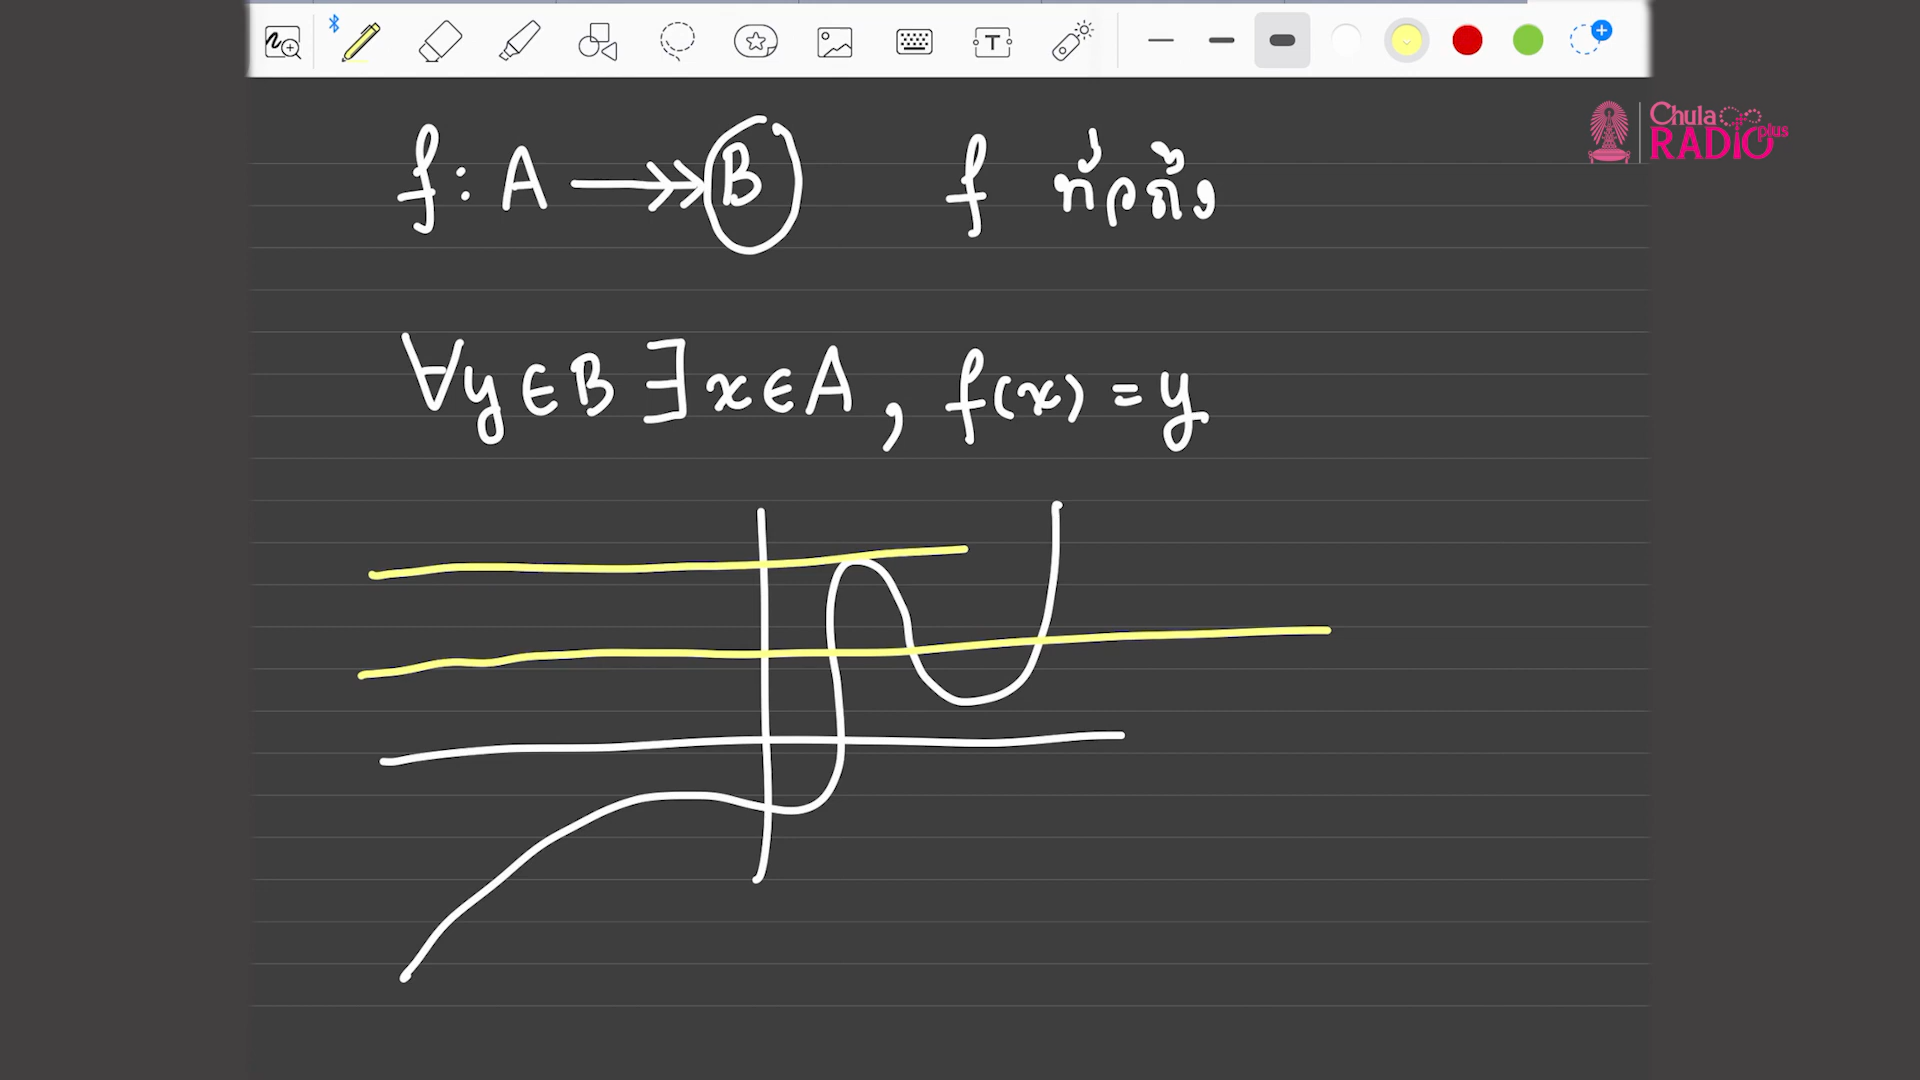 Chula
RADIO plus
f: A ↠ B f ทั่วถึง
∀y∈B ∃x∈A, f(x) = y